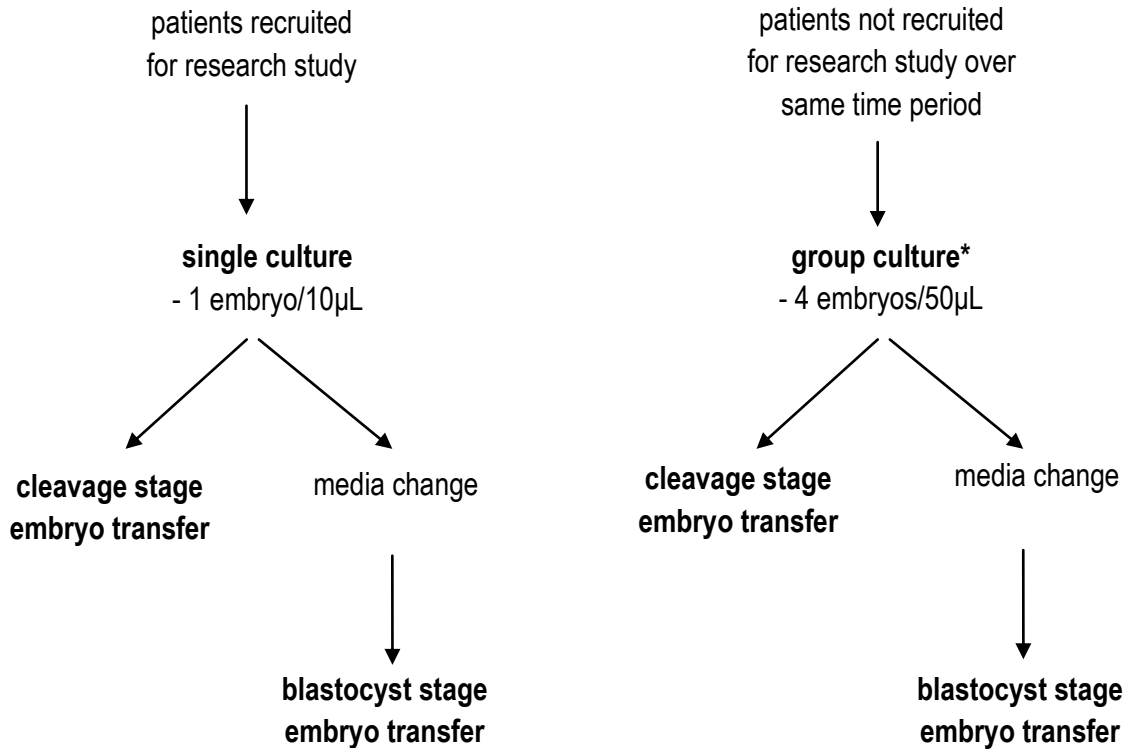 patients recruited
for research study
single culture
- 1 embryo/10µL
cleavage stage
embryo transfer
media change
blastocyst stage
embryo transfer
patients not recruited
for research study over
same time period
group culture*
- 4 embryos/50µL
cleavage stage
embryo transfer
media change
blastocyst stage
embryo transfer